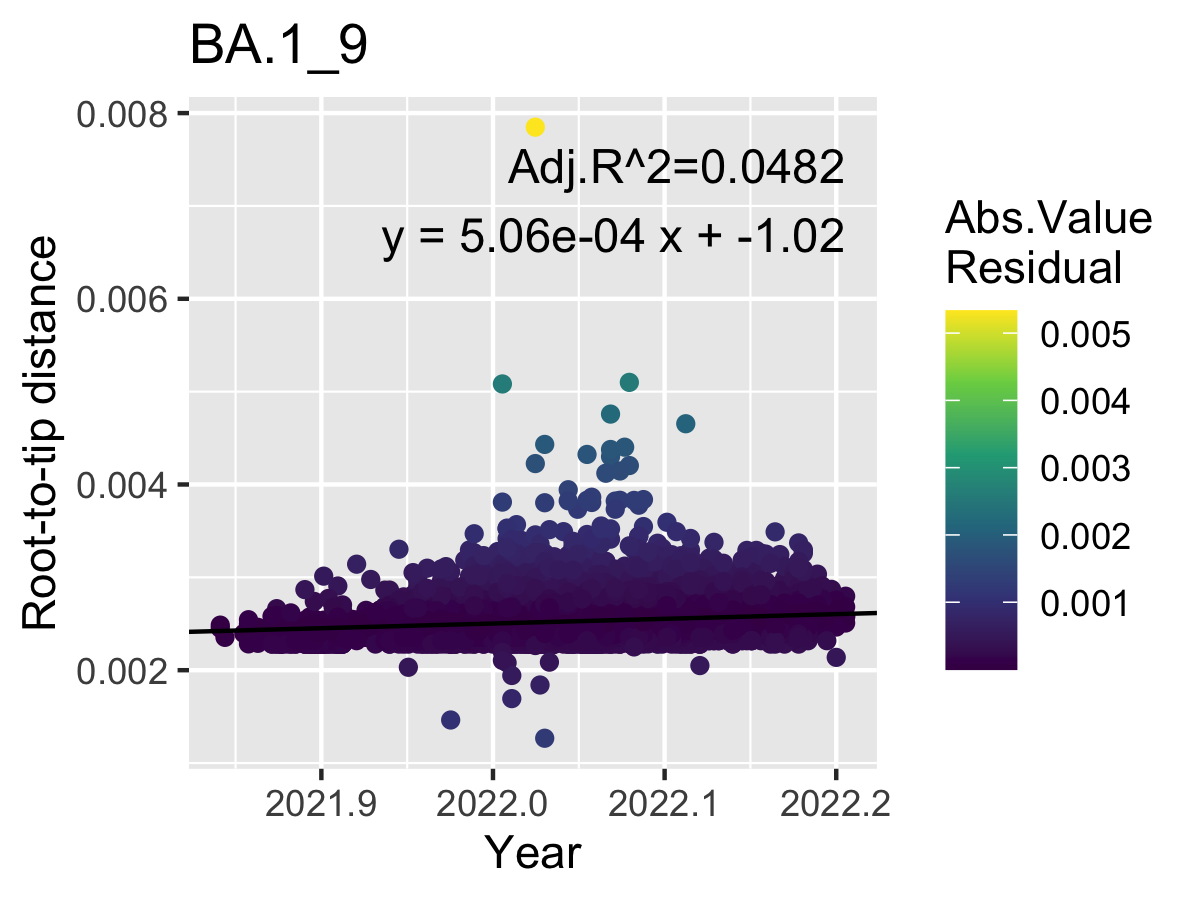 BA.1_9
0.008
0.006
0.004
0.002
Root-to-tip distance
Adj.R^2=0.0482
y = 5.06e-04 x + -1.02
2021.9 2022.0 2022.1 2022.2
Year
Abs.Value
Residual
0.005
0.004
0.003
0.002
0.001